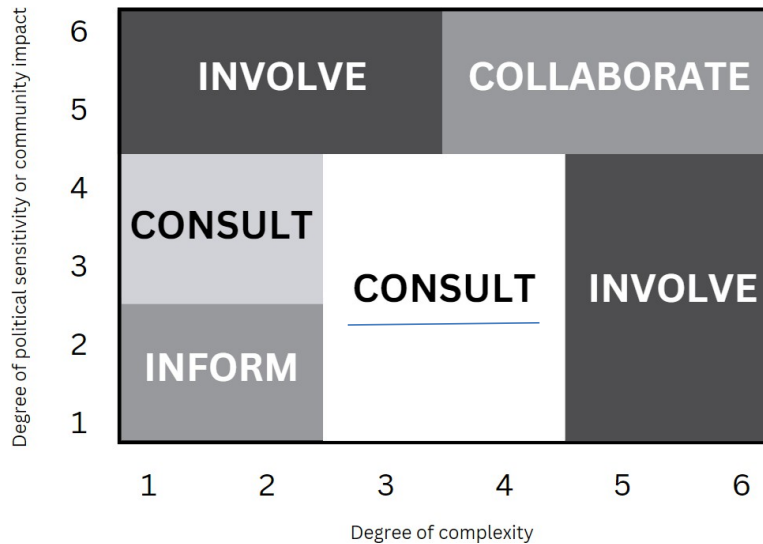 Degree of political sensitivity or community impact
6
INVOLVE
COLLABORATE
5
4
CONSULT
3
CONSULT
INVOLVE
2
INFORM
1
1 2 3 4 5 6
Degree of complexity